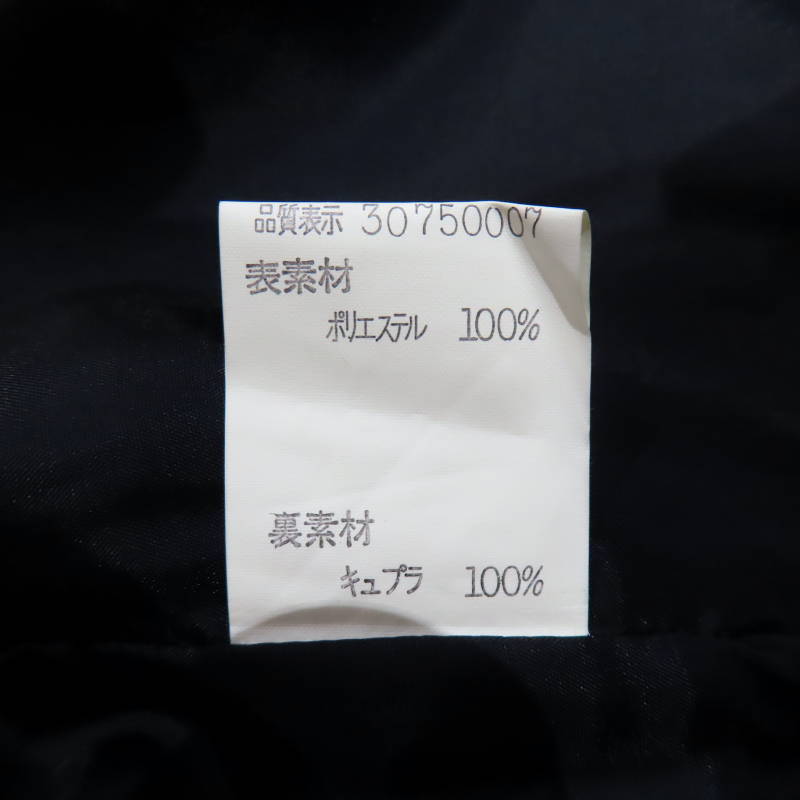 品質表示 30750007
表素材
ポリエステル 100%
裏素材
キュプラ 100%